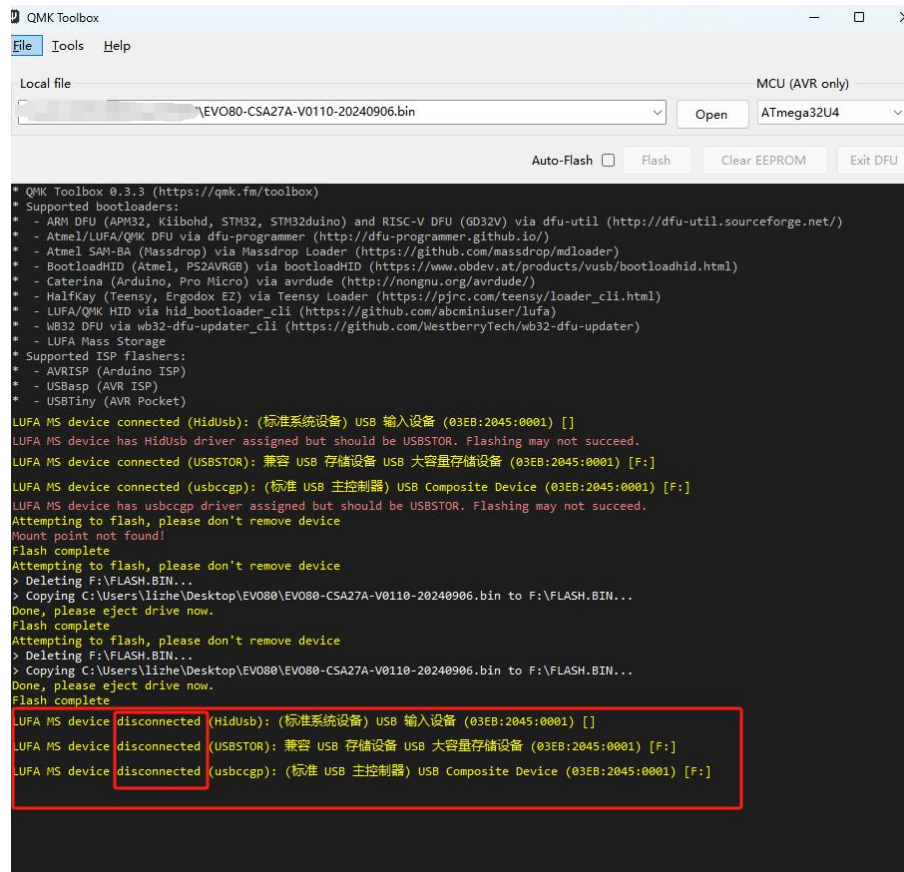 QMK Toolbox
File Tools Help
Local file
MCU (AVR only)
\EVO80-CSA27A-V0110-20240906.bin
Open
ATmega32U4
Auto-Flash
Flash
Clear EEPROM
Exit DFU
* QMK Toolbox 0.3.3 (https://qmk.fm/toolbox)
* Supported bootloaders:
* - ARM DFU (APM32, Kiibohd, STM32, STM32duino) and RISC-V DFU (GD32V) via dfu-util (http://dfu-util.sourceforge.net/)
* - Atmel/LUFA/QMK DFU via dfu-programmer (http://dfu-programmer.github.io/)
* - Atmel SAM-BA (Massdrop) via Massdrop Loader (https://github.com/massdrop/mdloader)
* - BootloadHID (Atmel, PS2AVRGB) via bootloadHID (https://www.obdev.at/products/vusb/bootloadhid.html)
* - Caterina (Arduino, Pro Micro) via avrdude (http://nongnu.org/avrdude/)
* - HalfKay (Teensy, Ergodox EZ) via Teensy Loader (https://pjrc.com/teensy/loader_cli.html)
* - LUFA/QMK HID via hid_bootloader_cli (https://github.com/abcminiuser/lufa)
* - WB32 DFU via wb32-dfu-updater_cli (https://github.com/WestberryTech/wb32-dfu-updater)
* - LUFA Mass Storage
* Supported ISP flashers:
* - AVRISP (Arduino ISP)
* - USBasp (AVR ISP)
* - USBTiny (AVR Pocket)
LUFA MS device connected (HidUsb): (标准系统设备) USB 输入设备 (03EB:2045:0001) []
LUFA MS device has HidUsb driver assigned but should be USBSTOR. Flashing may not succeed.
LUFA MS device connected (USBSTOR): 兼容 USB 存储设备 USB 大容量存储设备 (03EB:2045:0001) [F:]
LUFA MS device connected (usbccgp): (标准 USB 主控制器) USB Composite Device (03EB:2045:0001) [F:]
LUFA MS device has usbccgp driver assigned but should be USBSTOR. Flashing may not succeed.
Attempting to flash, please don't remove device
Mount point not found!
Flash complete
Attempting to flash, please don't remove device
> Deleting F:\FLASH.BIN...
> Copying C:\Users\lizhe\Desktop\EVO80\EVO80-CSA27A-V0110-20240906.bin to F:\FLASH.BIN...
Done, please eject drive now.
Flash complete
Attempting to flash, please don't remove device
> Deleting F:\FLASH.BIN...
> Copying C:\Users\lizhe\Desktop\EVO80\EVO80-CSA27A-V0110-20240906.bin to F:\FLASH.BIN...
Done, please eject drive now.
Flash complete
LUFA MS device disconnected (HidUsb): (标准系统设备) USB 输入设备 (03EB:2045:0001) []
LUFA MS device disconnected (USBSTOR): 兼容 USB 存储设备 USB 大容量存储设备 (03EB:2045:0001) [F:]
LUFA MS device disconnected (usbccgp): (标准 USB 主控制器) USB Composite Device (03EB:2045:0001) [F:]